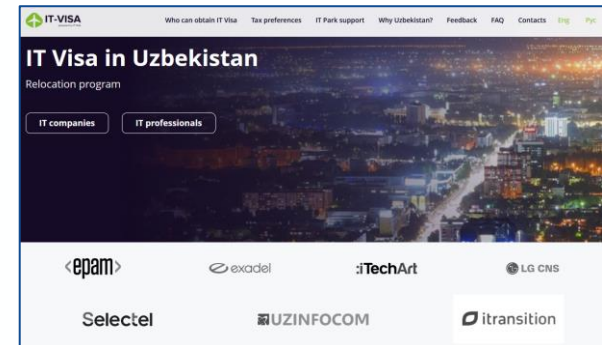 IT-VISA
Who can obtain IT Visa Tax preferences IT Park support Why Uzbekistan? Feedback FAQ Contacts Eng Рус
IT Visa in Uzbekistan
Relocation program
IT companies IT professionals
<epam> exadel :iTechArt LG CNS
Selectel UZINFOCOM itransition